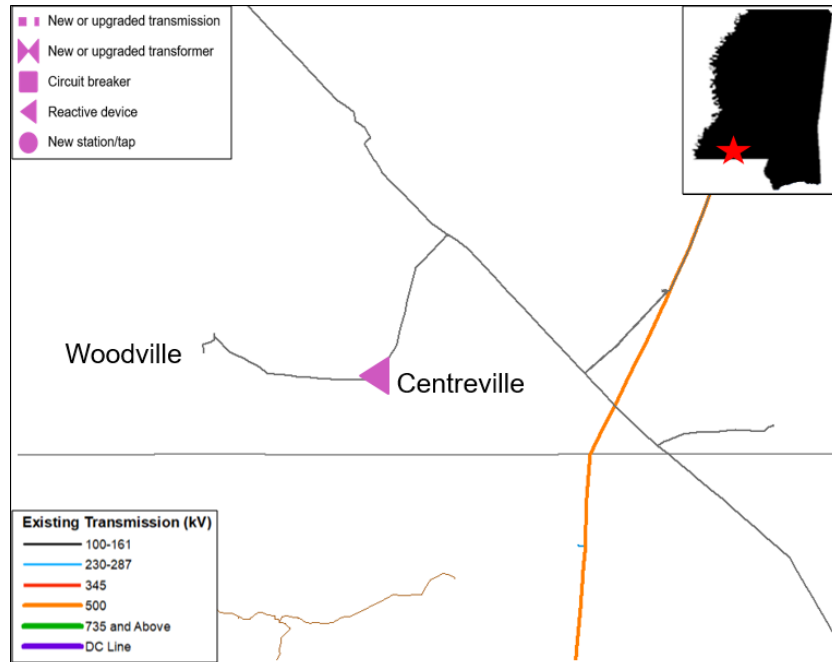 New or upgraded transmission
New or upgraded transformer
Circuit breaker
Reactive device
New station/tap
Woodville
Centreville
Existing Transmission (kV)
100-161
230-287
345
500
735 and Above
DC Line